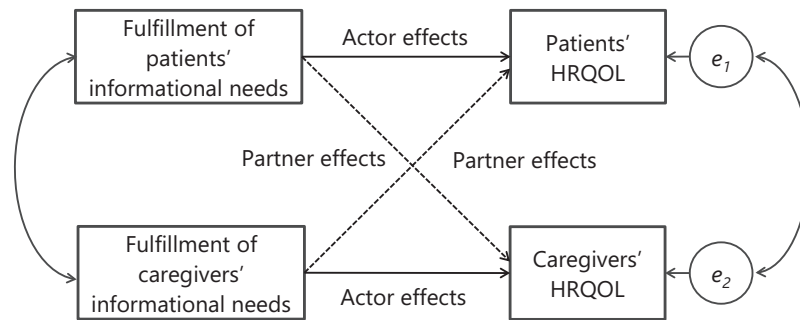 Fulfillment of
patients’
informational needs
Actor effects
Patients’
HRQOL
e1
Partner effects
Partner effects
Fulfillment of
caregivers’
informational needs
Actor effects
Caregivers’
HRQOL
e2